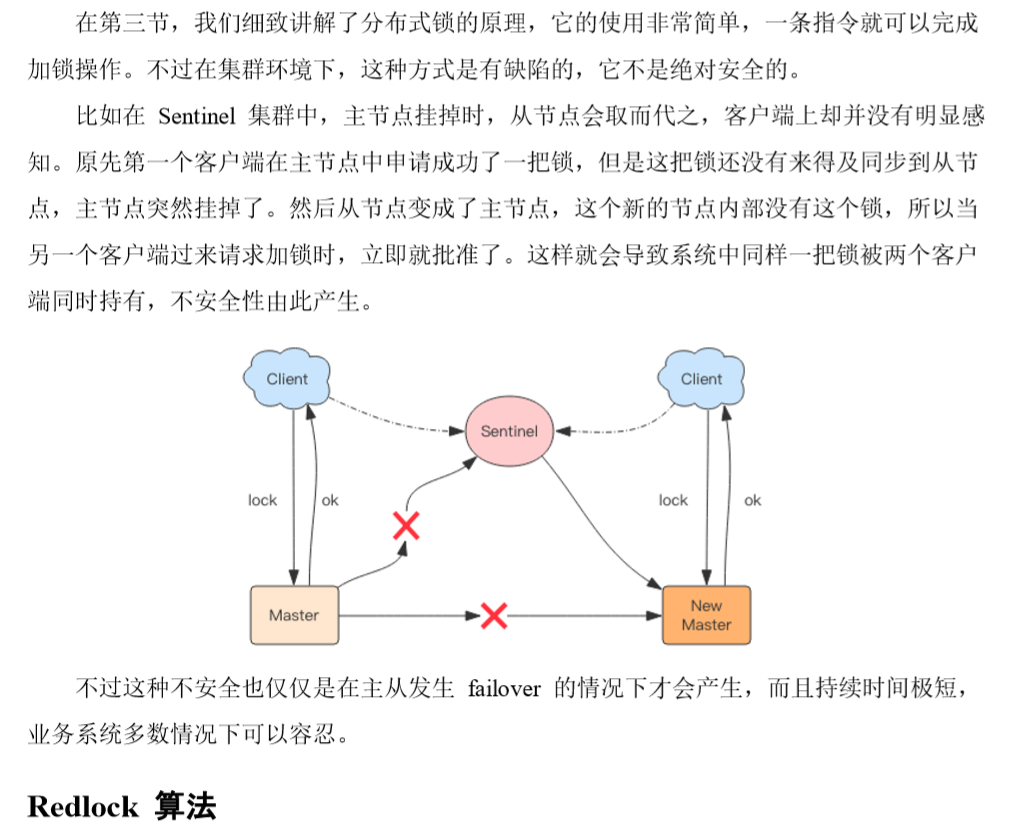 在第三节，我们细致讲解了分布式锁的原理，它的使用非常简单，一条指令就可以完成
加锁操作。不过在集群环境下，这种方式是有缺陷的，它不是绝对安全的。
比如在 Sentinel 集群中，主节点挂掉时，从节点会取而代之，客户端上却并没有明显感
知。原先第一个客户端在主节点中申请成功了一把锁，但是这把锁还没有来得及同步到从节
点，主节点突然挂掉了。然后从节点变成了主节点，这个新的节点内部没有这个锁，所以当
另一个客户端过来请求加锁时，立即就批准了。这样就会导致系统中同样一把锁被两个客户
端同时持有，不安全性由此产生。
Client
Client
Sentinel
lock
ok
lock
ok
Master
New
Master
不过这种不安全也仅仅是在主从发生 failover 的情况下才会产生，而且持续时间极短，
业务系统多数情况下可以容忍。
Redlock 算法